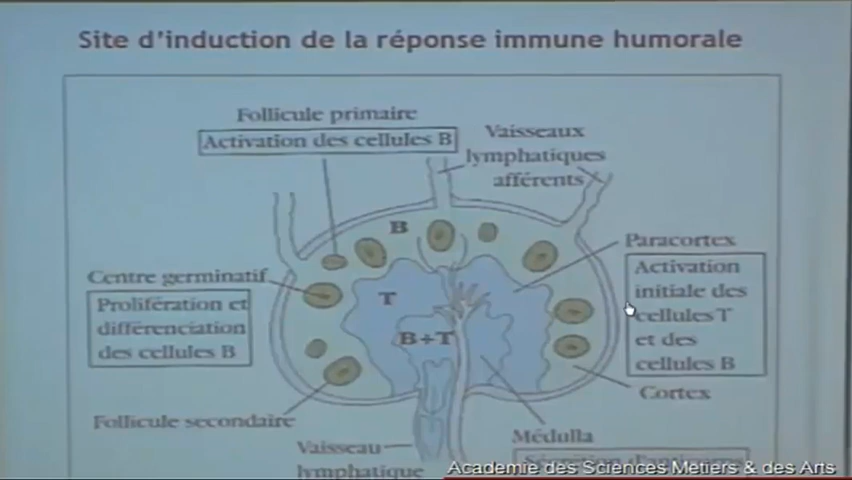 Site d'induction de la réponse immune humorale
Follicule primaire
Activation des cellules B
Vaisseaux
lymphatiques
afférents
B
Paracortex
Activation
initiale des
cellules T
et des
cellules B
Centre germinatif
Prolifération et
différenciation
des cellules B
T
B+T
Cortex
Follicule secondaire
Médulla
Vaisseau
lymphatique
Academie des Sciences Metiers & des Arts